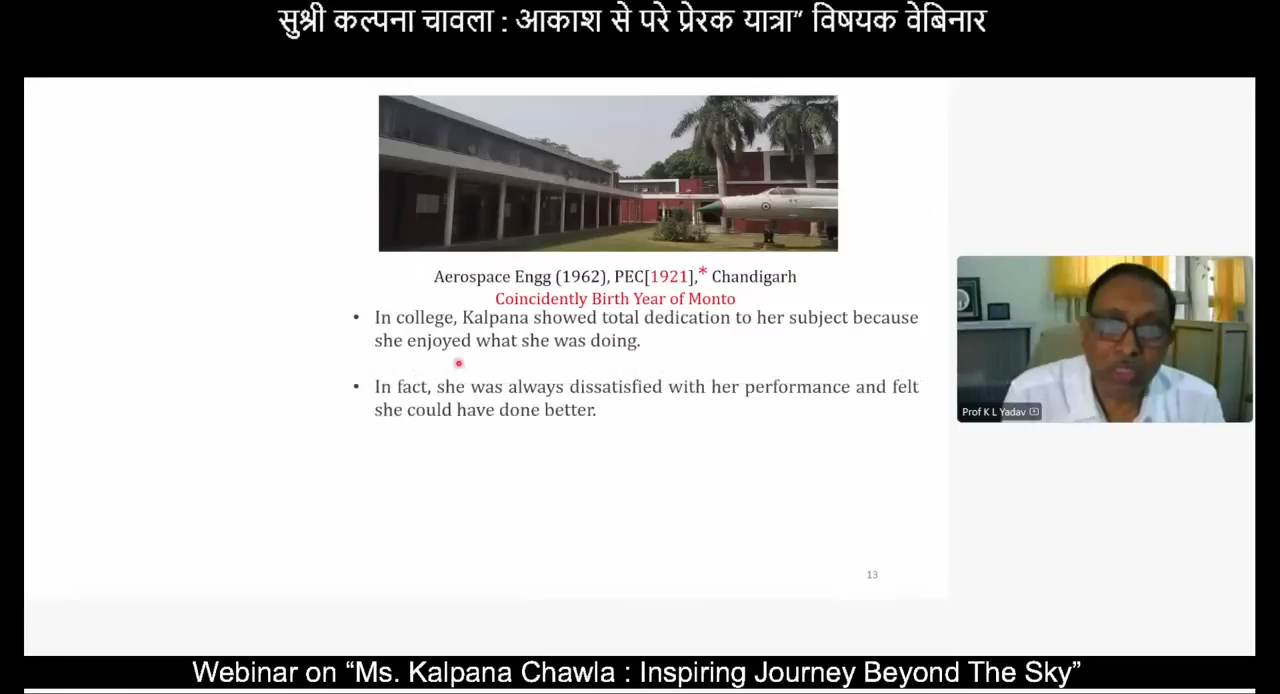 सुश्री कल्पना चावला : आकाश से परे प्रेरक यात्रा” विषयक वेबिनार
Aerospace Engg (1962), PEC[1921],* Chandigarh
Coincidently Birth Year of Monto
• In college, Kalpana showed total dedication to her subject because
she enjoyed what she was doing.
• In fact, she was always dissatisfied with her performance and felt
she could have done better.
Prof K L Yadav
13
Webinar on “Ms. Kalpana Chawla : Inspiring Journey Beyond The Sky”